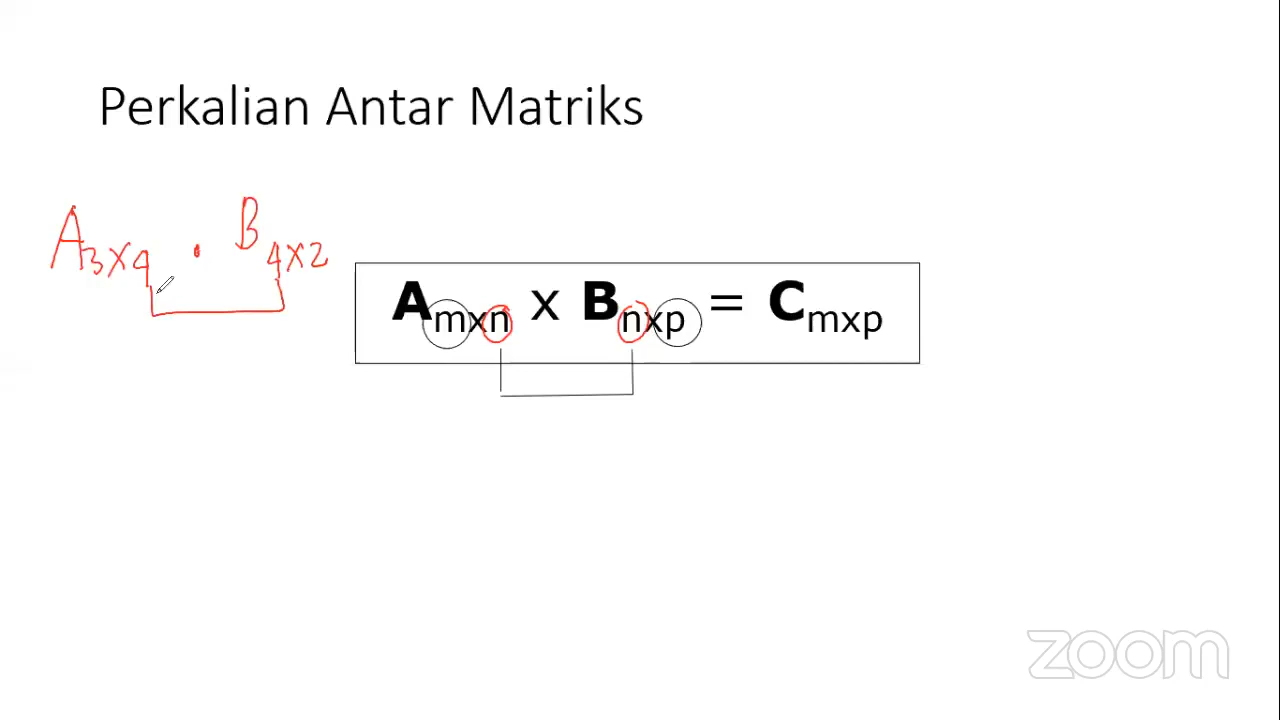 Perkalian Antar Matriks
A3x4 . B4x2
Amxn x Bnxp = Cmxp
zoom